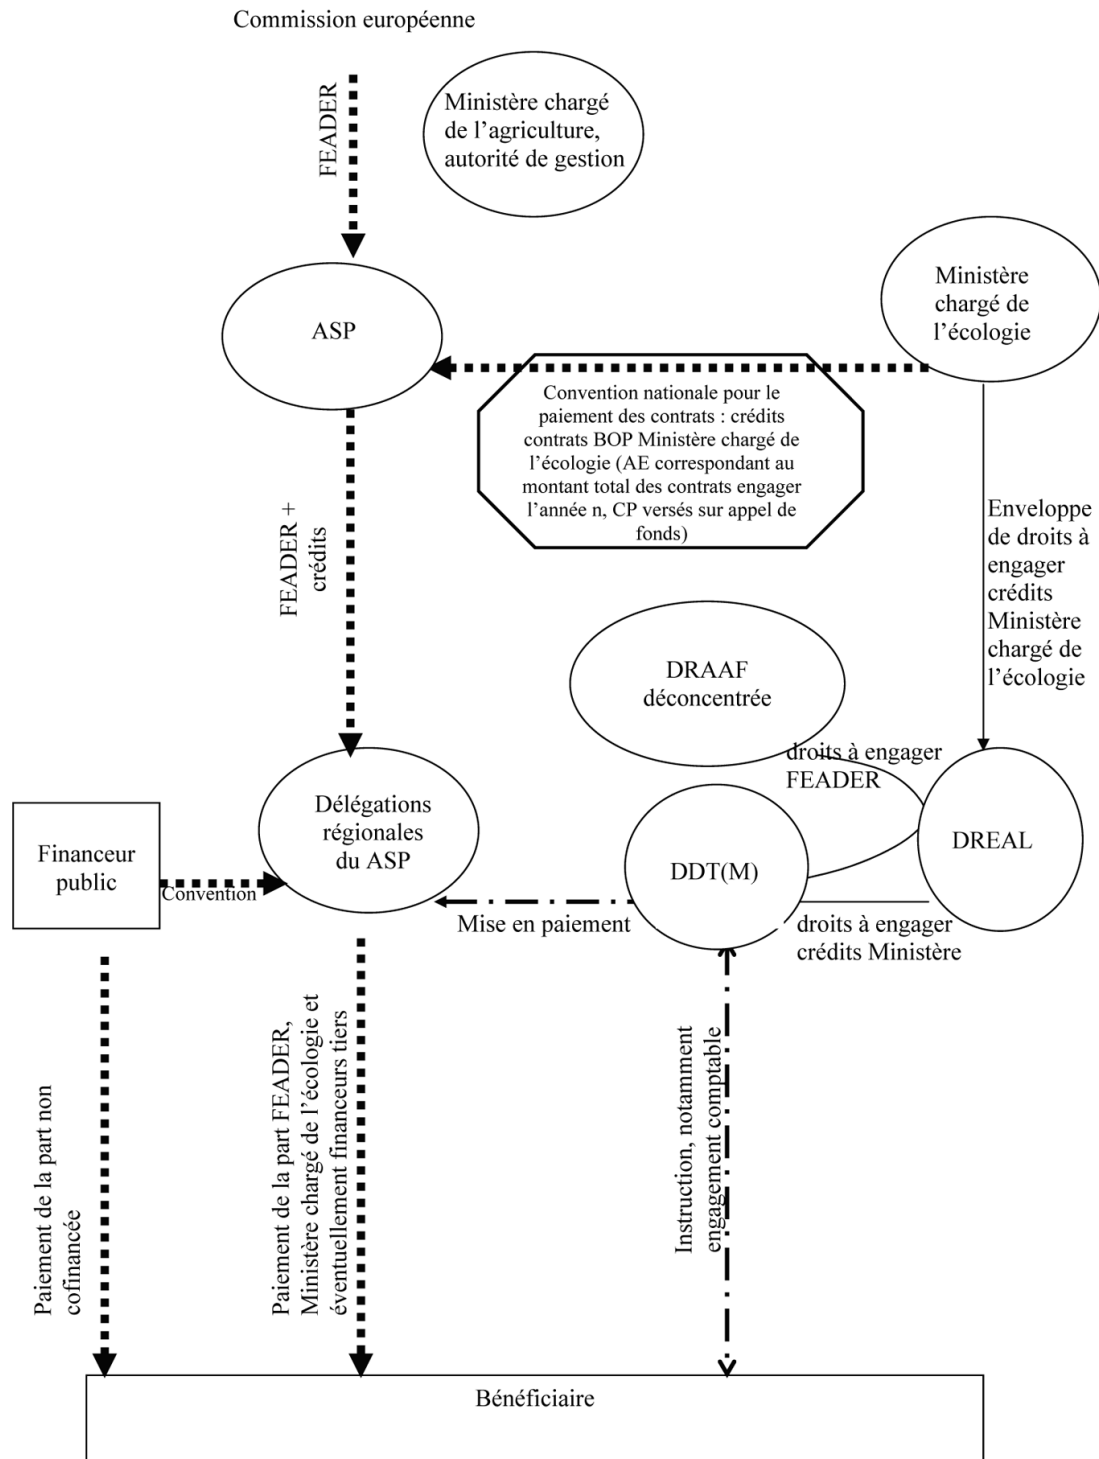 Commission européenne
FEADER
Ministère chargé
de l’agriculture,
autorité de gestion
ASP
Ministère
chargé de
l’écologie
Convention nationale pour le
paiement des contrats : crédits
contrats BOP Ministère chargé de
l’écologie (AE correspondant au
montant total des contrats engager
l’année n, CP versés sur appel de
fonds)
FEADER +
crédits
Enveloppe
de droits à
engager
crédits
Ministère
chargé de
l’écologie
DRAAF
déconcentrée
droits à engager
FEADER
Délégations
régionales
du ASP
Financeur
public
Convention
DDT(M)
DREAL
Mise en paiement
droits à engager
crédits Ministère
Paiement de la part non
cofinancée
Paiement de la part FEADER,
Ministère chargé de l’écologie et
éventuellement financeurs tiers
Instruction, notamment
engagement comptable
Bénéficiaire